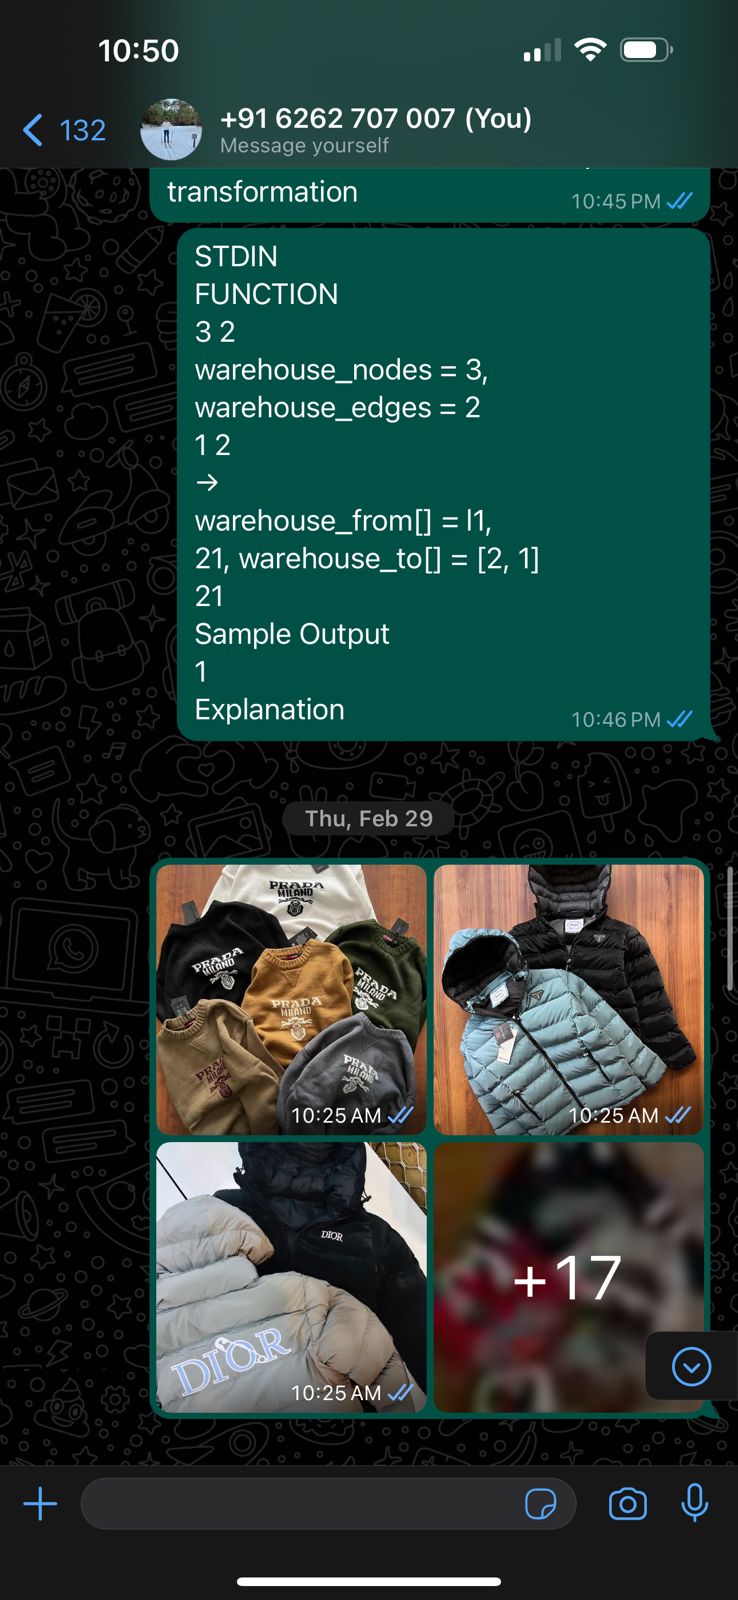 10:50
132
+91 6262 707 007 (You)
Message yourself
transformation
10:45 PM
STDIN
FUNCTION
3 2
warehouse_nodes = 3,
warehouse_edges = 2
1 2
→
warehouse_from[] = l1,
21, warehouse_to[] = [2, 1]
21
Sample Output
1
Explanation
10:46 PM
Thu, Feb 29
PRADA
MILANO
PRADA
MILANO
PRADA
MILANO
PRADA
MILANO
PRADA
MILANO
PRADA
MILANO
10:25 AM
10:25 AM
DIOR
DIOR
10:25 AM
+17